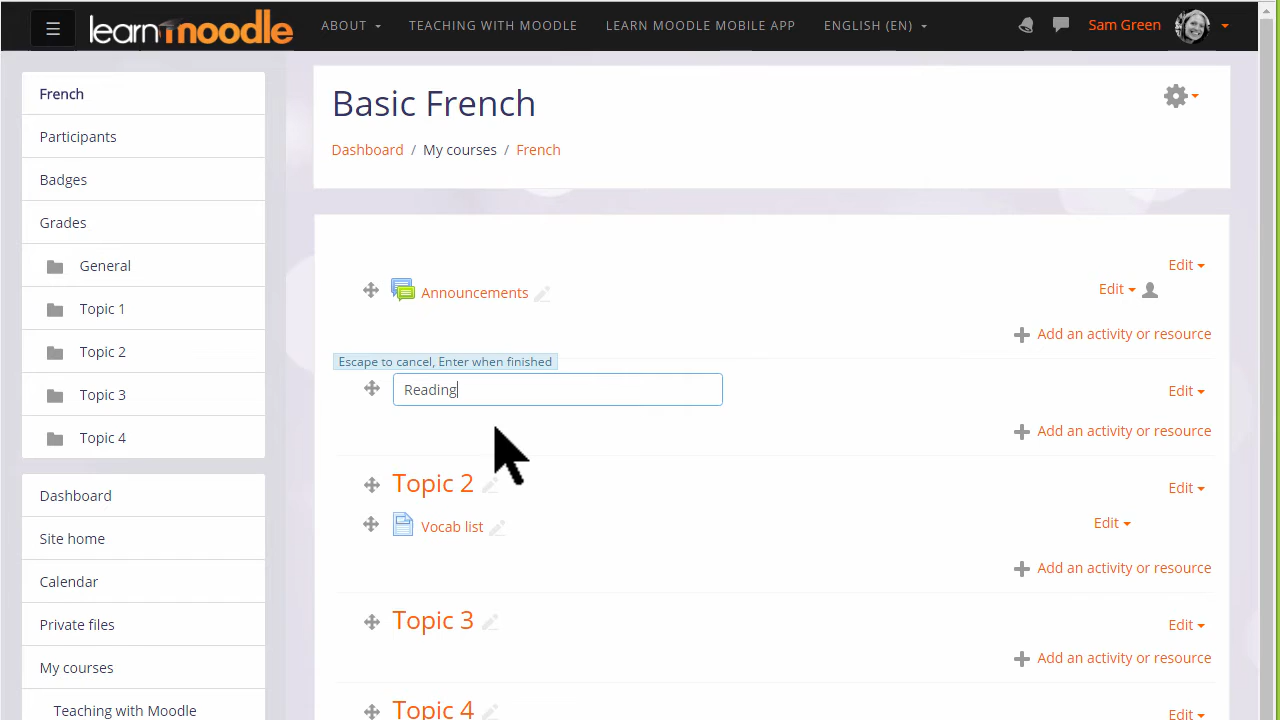 learn moodle
ABOUT
TEACHING WITH MOODLE
LEARN MOODLE MOBILE APP
ENGLISH (EN)
Sam Green
French
Participants
Badges
Grades
General
Topic 1
Topic 2
Topic 3
Topic 4
Dashboard
Site home
Calendar
Private files
My courses
Teaching with Moodle
Basic French
Dashboard / My courses / French
Edit
Announcements
Edit
Add an activity or resource
Escape to cancel, Enter when finished
Reading
Edit
Add an activity or resource
Topic 2
Edit
Vocab list
Edit
Add an activity or resource
Topic 3
Edit
Add an activity or resource
Topic 4
Edit